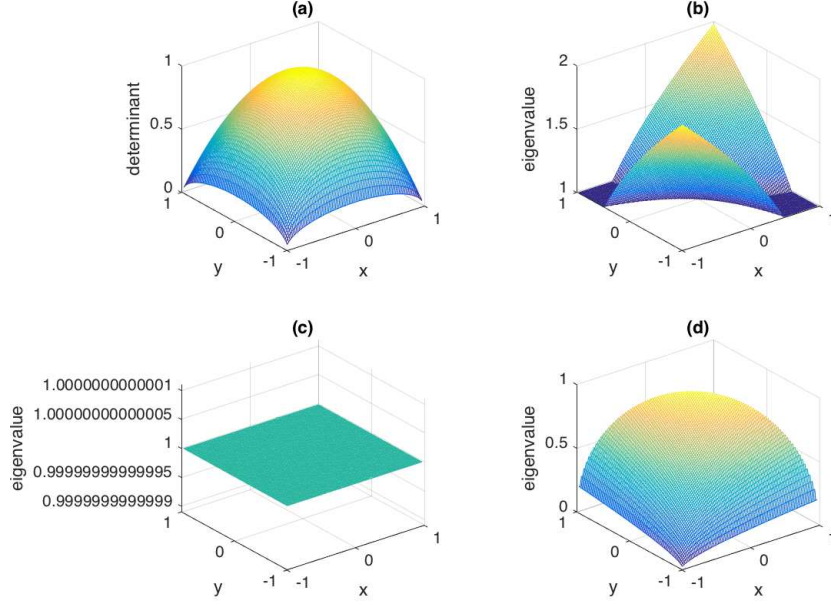 (a)
1
0.5
0
determinant
1
0
-1
y
-1
0
1
x
(b)
2
1.5
1
eigenvalue
1
0
-1
y
-1
0
1
x
(c)
1.0000000000001
1.00000000000005
1
0.99999999999995
0.9999999999999
eigenvalue
1
0
-1
y
-1
0
1
x
(d)
1
0.5
0
eigenvalue
1
0
-1
y
-1
0
1
x